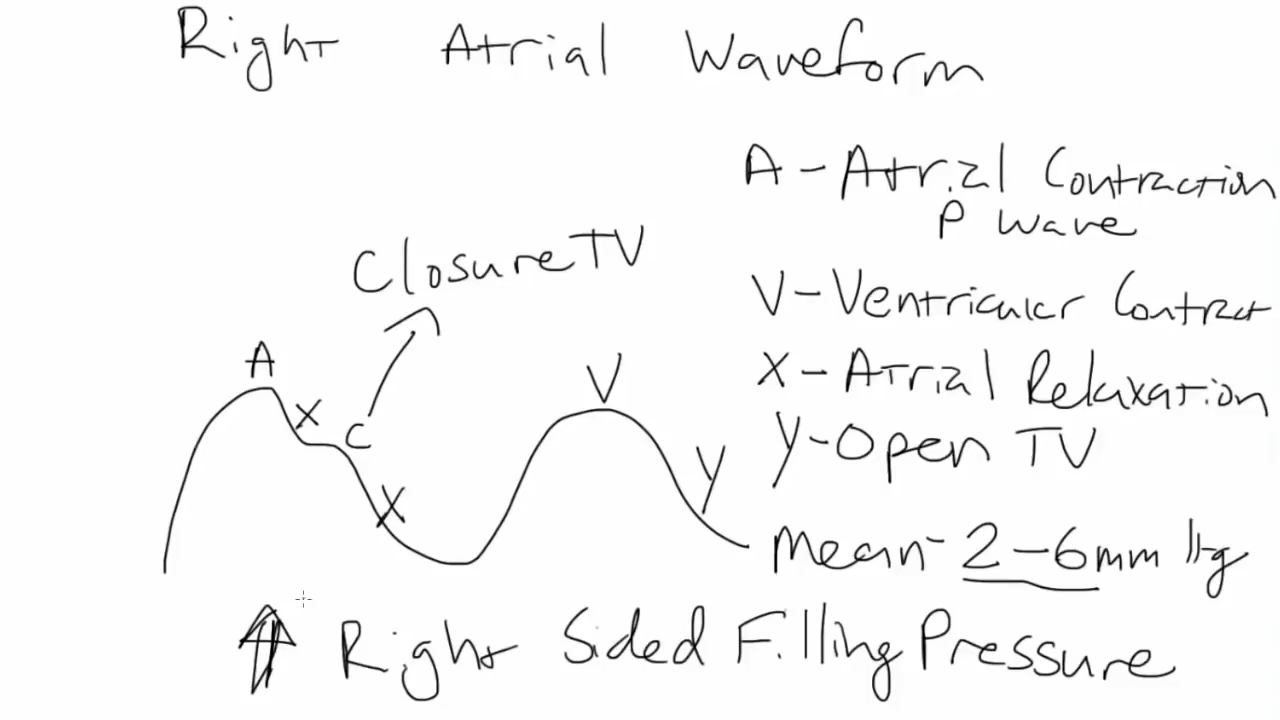 Right Atrial Waveform
A - Atrial Contraction
P wave
Closure TV
V - Ventricular Contract
A
V
X - Atrial Relaxation
X
C
Y - Open TV
Y
X
Mean - 2-6mm Hg
Right Sided Filling Pressure